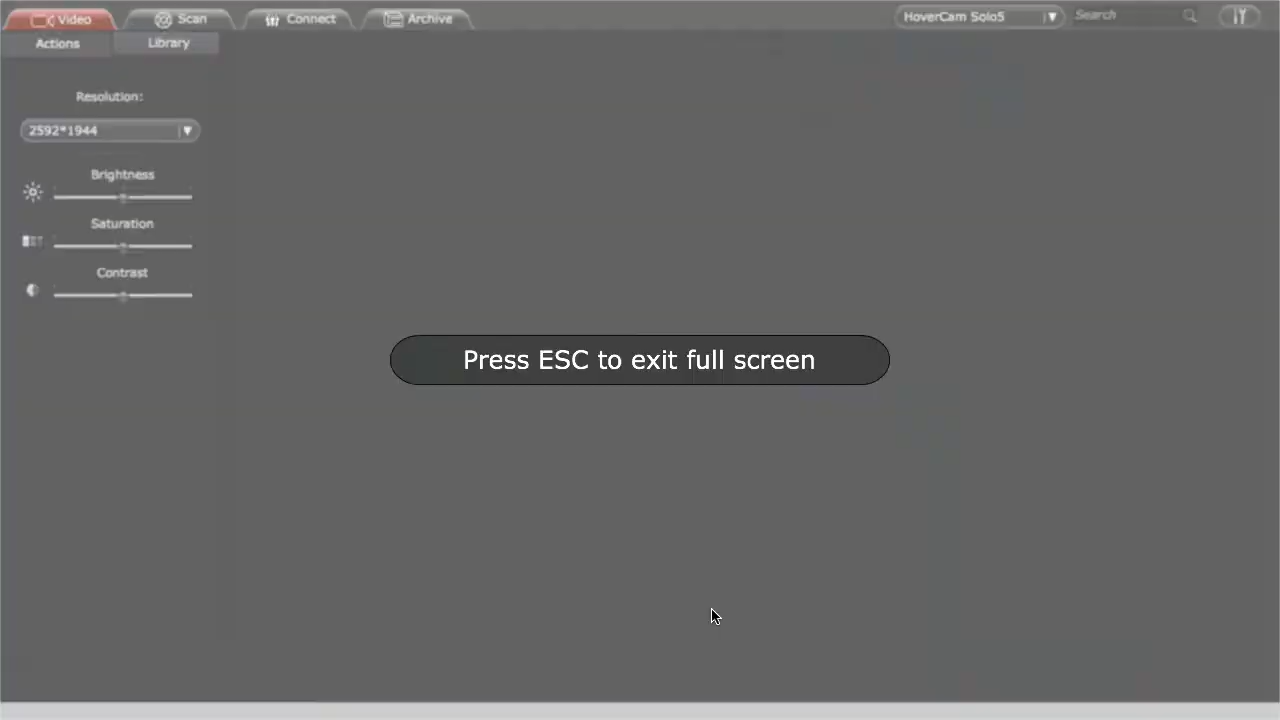 Video
Scan
Connect
Archive
HoverCam Solo5
Search
Actions
Library
Resolution:
2592*1944
Brightness
Saturation
Contrast
Press ESC to exit full screen